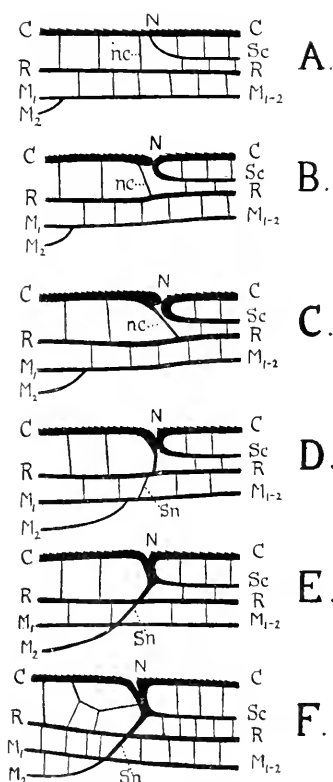 N
C C
Sc
nc A.
R R
M₁ M₁₋₂
M₂
N
C C
Sc
nc B.
R R
M₁ M₁₋₂
M₂
N
C C
Sc
nc C.
R R
M₁ M₁₋₂
M₂
N
C C
Sc
R R D.
M₁ M₁₋₂
M₂ Sn
N
C C
Sc
R R E.
M₁ M₁₋₂
M₂ Sn
N
C C
Sc
R R F.
M₁ M₁₋₂
M₂ Sn